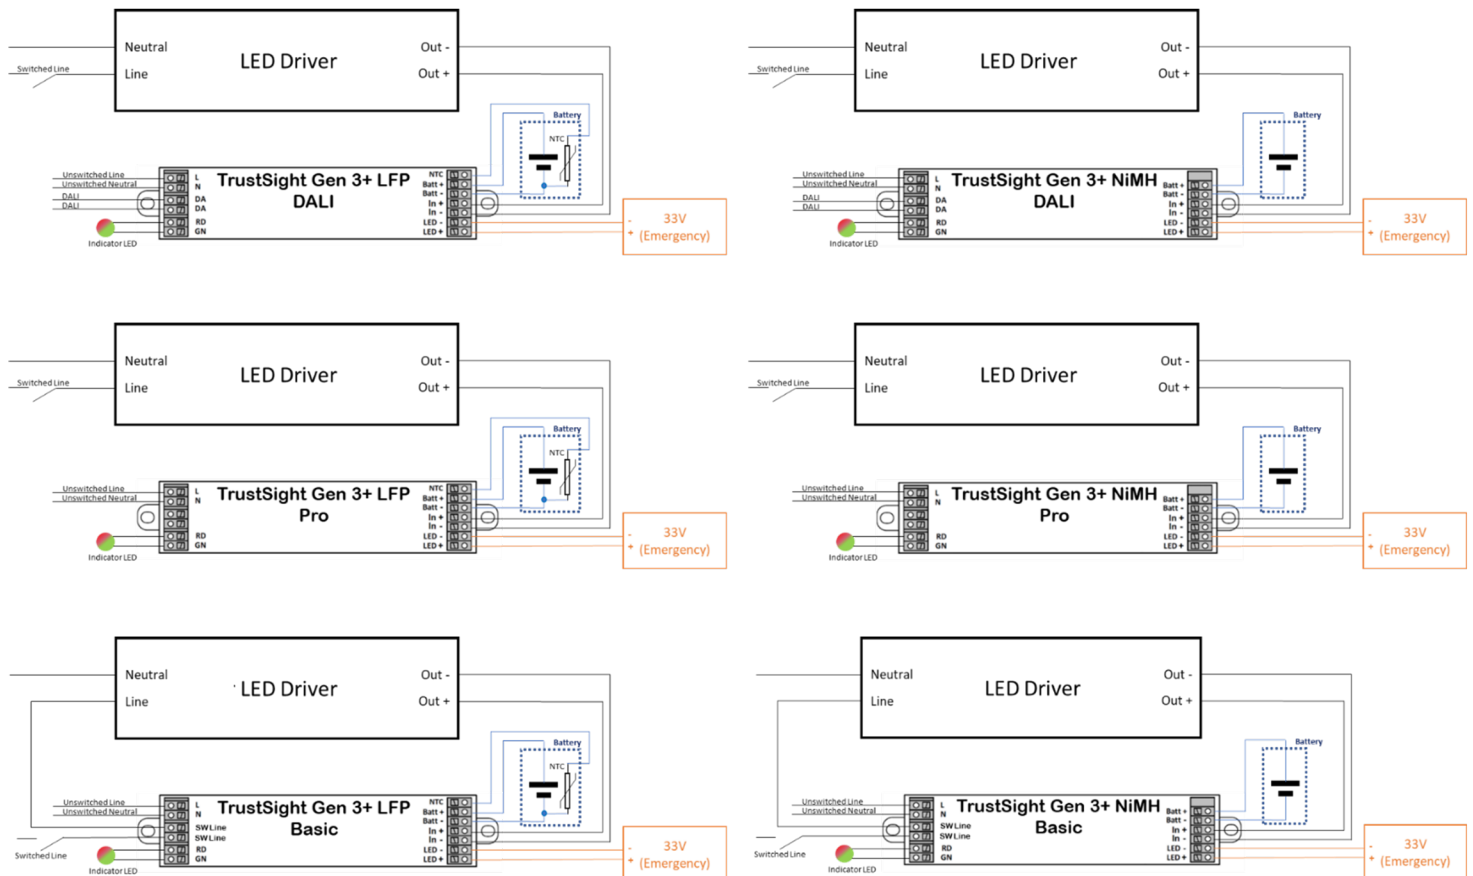 Neutral
Line
Switched Line
LED Driver
Out -
Out +
Battery
NTC
Unswitched Line
Unswitched Neutral
DALI
DALI
Indicator LED
L
N
DA
DA
RD
GN
TrustSight Gen 3+ LFP
DALI
NTC
Batt +
Batt -
In +
In -
LED -
LED +
-
+
33V
(Emergency)
Neutral
Line
Switched Line
LED Driver
Out -
Out +
Battery
Unswitched Line
Unswitched Neutral
DALI
DALI
Indicator LED
L
N
DA
DA
RD
GN
TrustSight Gen 3+ NiMH
DALI
Batt +
Batt -
In +
In -
LED -
LED +
-
+
33V
(Emergency)
Neutral
Line
Switched Line
LED Driver
Out -
Out +
Battery
NTC
Unswitched Line
Unswitched Neutral
Indicator LED
L
N
RD
GN
TrustSight Gen 3+ LFP
Pro
NTC
Batt +
Batt -
In +
In -
LED -
LED +
-
+
33V
(Emergency)
Neutral
Line
Switched Line
LED Driver
Out -
Out +
Battery
Unswitched Line
Unswitched Neutral
Indicator LED
L
N
RD
GN
TrustSight Gen 3+ NiMH
Pro
Batt +
Batt -
In +
In -
LED -
LED +
-
+
33V
(Emergency)
Neutral
Line
LED Driver
Out -
Out +
Battery
NTC
Unswitched Line
Unswitched Neutral
Switched Line
Indicator LED
L
N
SW Line
SW Line
RD
GN
TrustSight Gen 3+ LFP
Basic
NTC
Batt +
Batt -
In +
In -
LED -
LED +
-
+
33V
(Emergency)
Neutral
Line
LED Driver
Out -
Out +
Battery
Unswitched Line
Unswitched Neutral
Switched Line
Indicator LED
L
N
SW Line
SW Line
RD
GN
TrustSight Gen 3+ NiMH
Basic
Batt +
Batt -
In +
In -
LED -
LED +
-
+
33V
(Emergency)